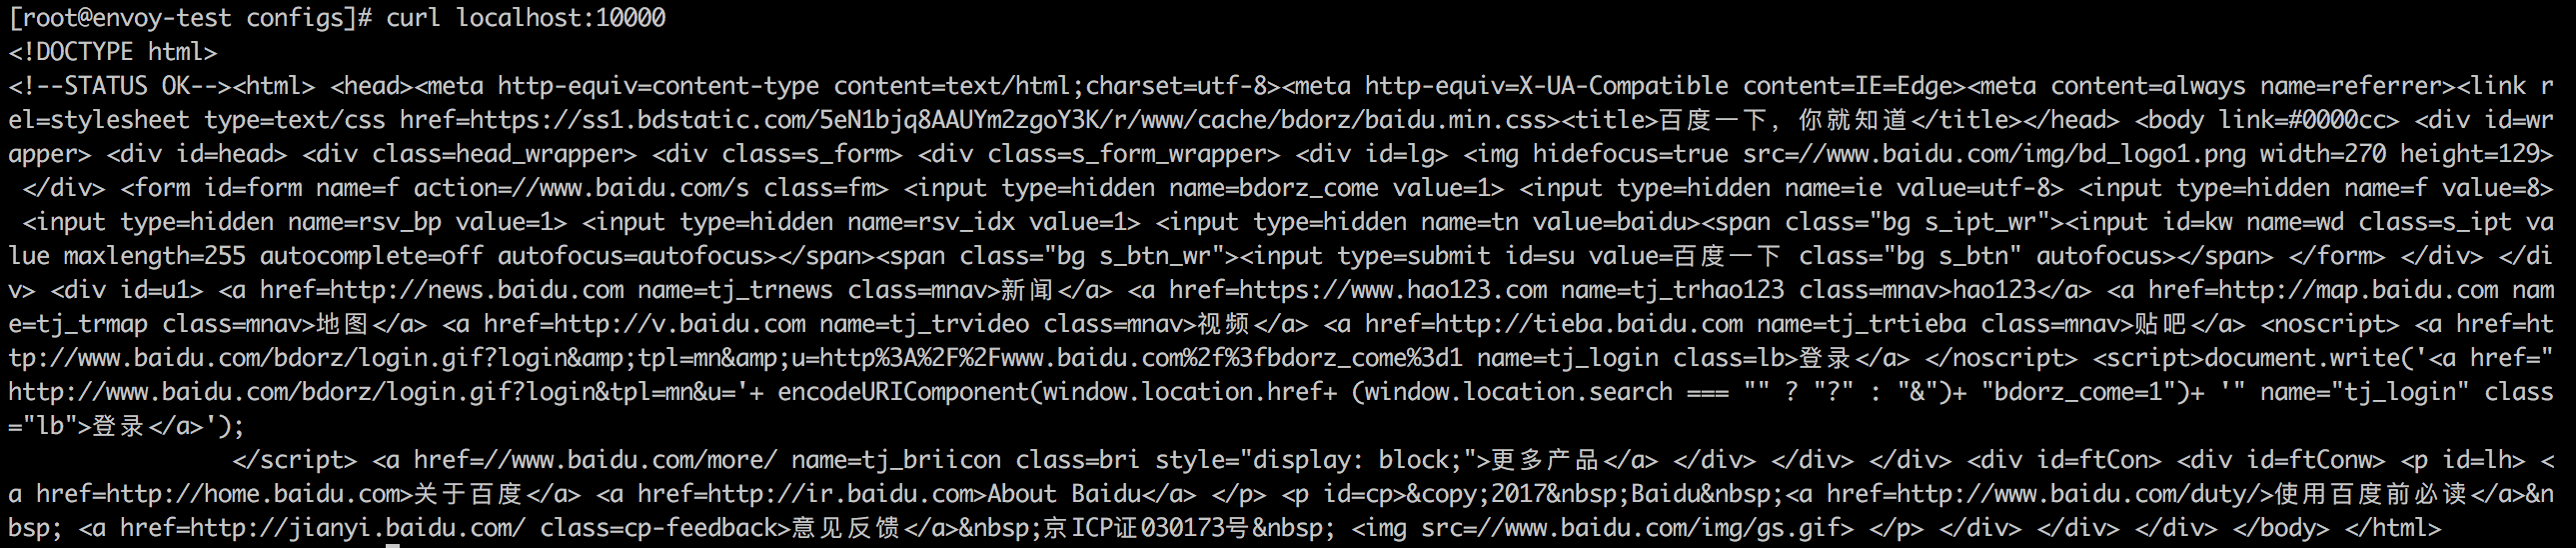 [root@envoy-test configs]# curl localhost:10000
<!DOCTYPE html>
<!--STATUS OK--><html> <head><meta http-equiv=content-type content=text/html;charset=utf-8><meta http-equiv=X-UA-Compatible content=IE=Edge><meta content=always name=referrer><link r
el=stylesheet type=text/css href=https://ss1.bdstatic.com/5eN1bjq8AAUYm2zgoY3K/r/www/cache/bdorz/baidu.min.css><title>百度一下，你就知道</title></head> <body link=#0000cc> <div id=wr
apper> <div id=head> <div class=head_wrapper> <div class=s_form> <div class=s_form_wrapper> <div id=lg> <img hidefocus=true src=//www.baidu.com/img/bd_logo1.png width=270 height=129>
 </div> <form id=form name=f action=//www.baidu.com/s class=fm> <input type=hidden name=bdorz_come value=1> <input type=hidden name=ie value=utf-8> <input type=hidden name=f value=8>
 <input type=hidden name=rsv_bp value=1> <input type=hidden name=rsv_idx value=1> <input type=hidden name=tn value=baidu><span class="bg s_ipt_wr"><input id=kw name=wd class=s_ipt va
lue maxlength=255 autocomplete=off autofocus=autofocus></span><span class="bg s_btn_wr"><input type=submit id=su value=百度一下 class="bg s_btn" autofocus></span> </form> </div> </di
v> <div id=u1> <a href=http://news.baidu.com name=tj_trnews class=mnav>新闻</a> <a href=https://www.hao123.com name=tj_trhao123 class=mnav>hao123</a> <a href=http://map.baidu.com nam
e=tj_trmap class=mnav>地图</a> <a href=http://v.baidu.com name=tj_trvideo class=mnav>视频</a> <a href=http://tieba.baidu.com name=tj_trtieba class=mnav>贴吧</a> <noscript> <a href=ht
tp://www.baidu.com/bdorz/login.gif?login&amp;tpl=mn&amp;u=http%3A%2F%2Fwww.baidu.com%2f%3fbdorz_come%3d1 name=tj_login class=lb>登录</a> </noscript> <script>document.write('<a href="
http://www.baidu.com/bdorz/login.gif?login&tpl=mn&u='+ encodeURIComponent(window.location.href+ (window.location.search === "" ? "?" : "&")+ "bdorz_come=1")+ '" name="tj_login" class
="lb">登录</a>');
                </script> <a href=//www.baidu.com/more/ name=tj_briicon class=bri style="display: block;">更多产品</a> </div> </div> </div> <div id=ftCon> <div id=ftConw> <p id=lh> <
a href=http://home.baidu.com>关于百度</a> <a href=http://ir.baidu.com>About Baidu</a> </p> <p id=cp>&copy;2017&nbsp;Baidu&nbsp;<a href=http://www.baidu.com/duty/>使用百度前必读</a>&n
bsp; <a href=http://jianyi.baidu.com/ class=cp-feedback>意见反馈</a>&nbsp;京ICP证030173号&nbsp; <img src=//www.baidu.com/img/gs.gif> </p> </div> </div> </div> </body> </html>